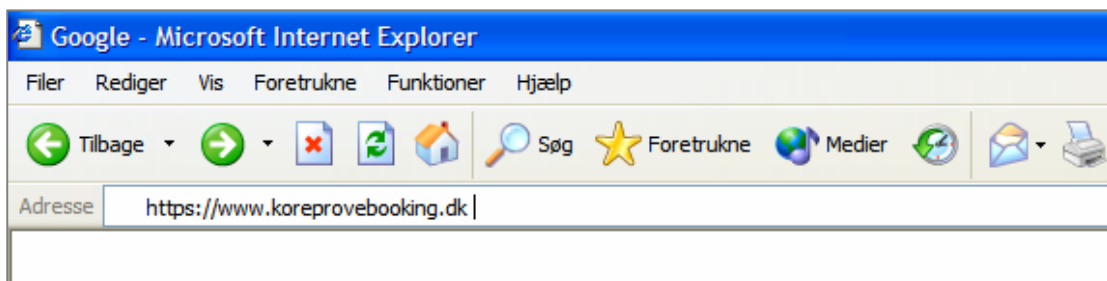 Google - Microsoft Internet Explorer
Filer Rediger Vis Foretrukne Funktioner Hjælp
Tilbage Søg Foretrukne Medier
Adresse https://www.koreprovebooking.dk